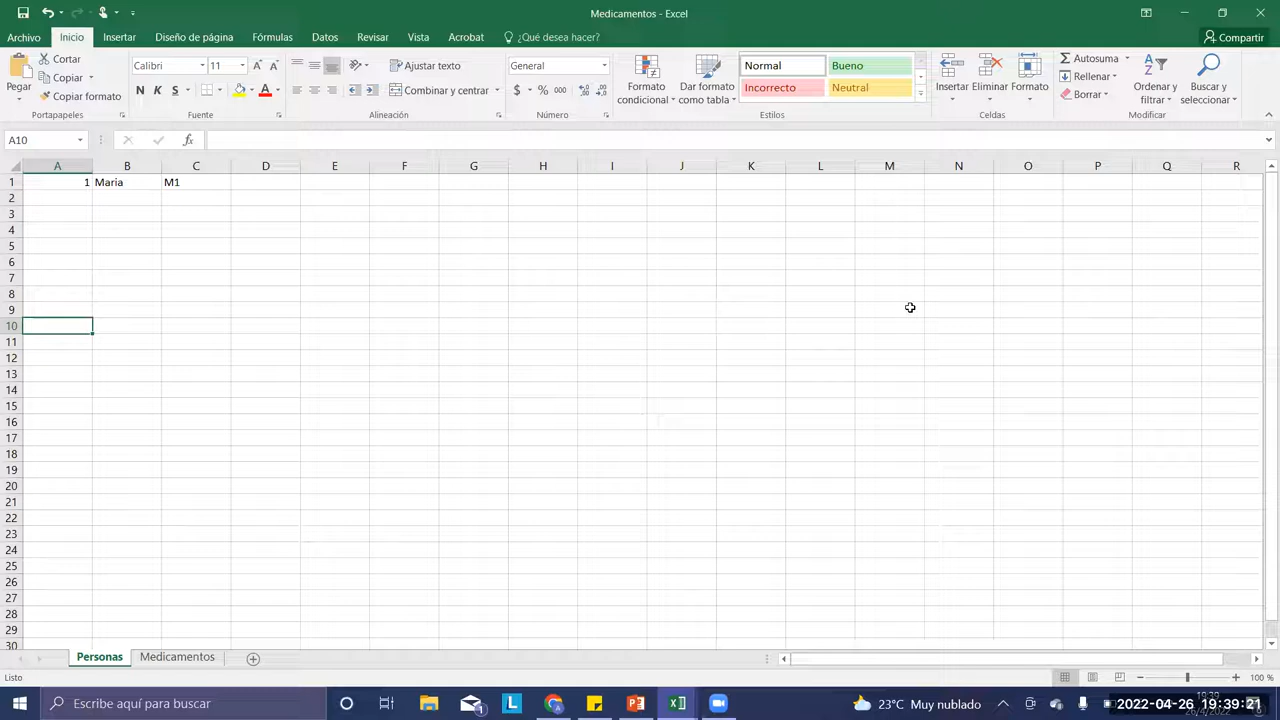 Medicamentos - Excel
Archivo Inicio Insertar Diseño de página Fórmulas Datos Revisar Vista Acrobat ¿Qué desea hacer? Compartir
Pegar
Cortar
Copiar
Copiar formato
Portapapeles
Calibri 11
N K S
Fuente
Ajustar texto
Combinar y centrar
Alineación
General
$ % 000
Número
Formato condicional
Dar formato como tabla
Normal Bueno
Incorrecto Neutral
Estilos
Insertar Eliminar Formato
Celdas
Autosuma
Rellenar
Borrar
Ordenar y filtrar
Buscar y seleccionar
Modificar
A10 fx
A B C D E F G H I J K L M N O P Q R
1 1 Maria M1
2
3
4
5
6
7
8
9
10
11
12
13
14
15
16
17
18
19
20
21
22
23
24
25
26
27
28
29
30
Personas Medicamentos
Listo 100 %
Escribe aquí para buscar 23°C Muy nublado 2022-04-26 19:39:21